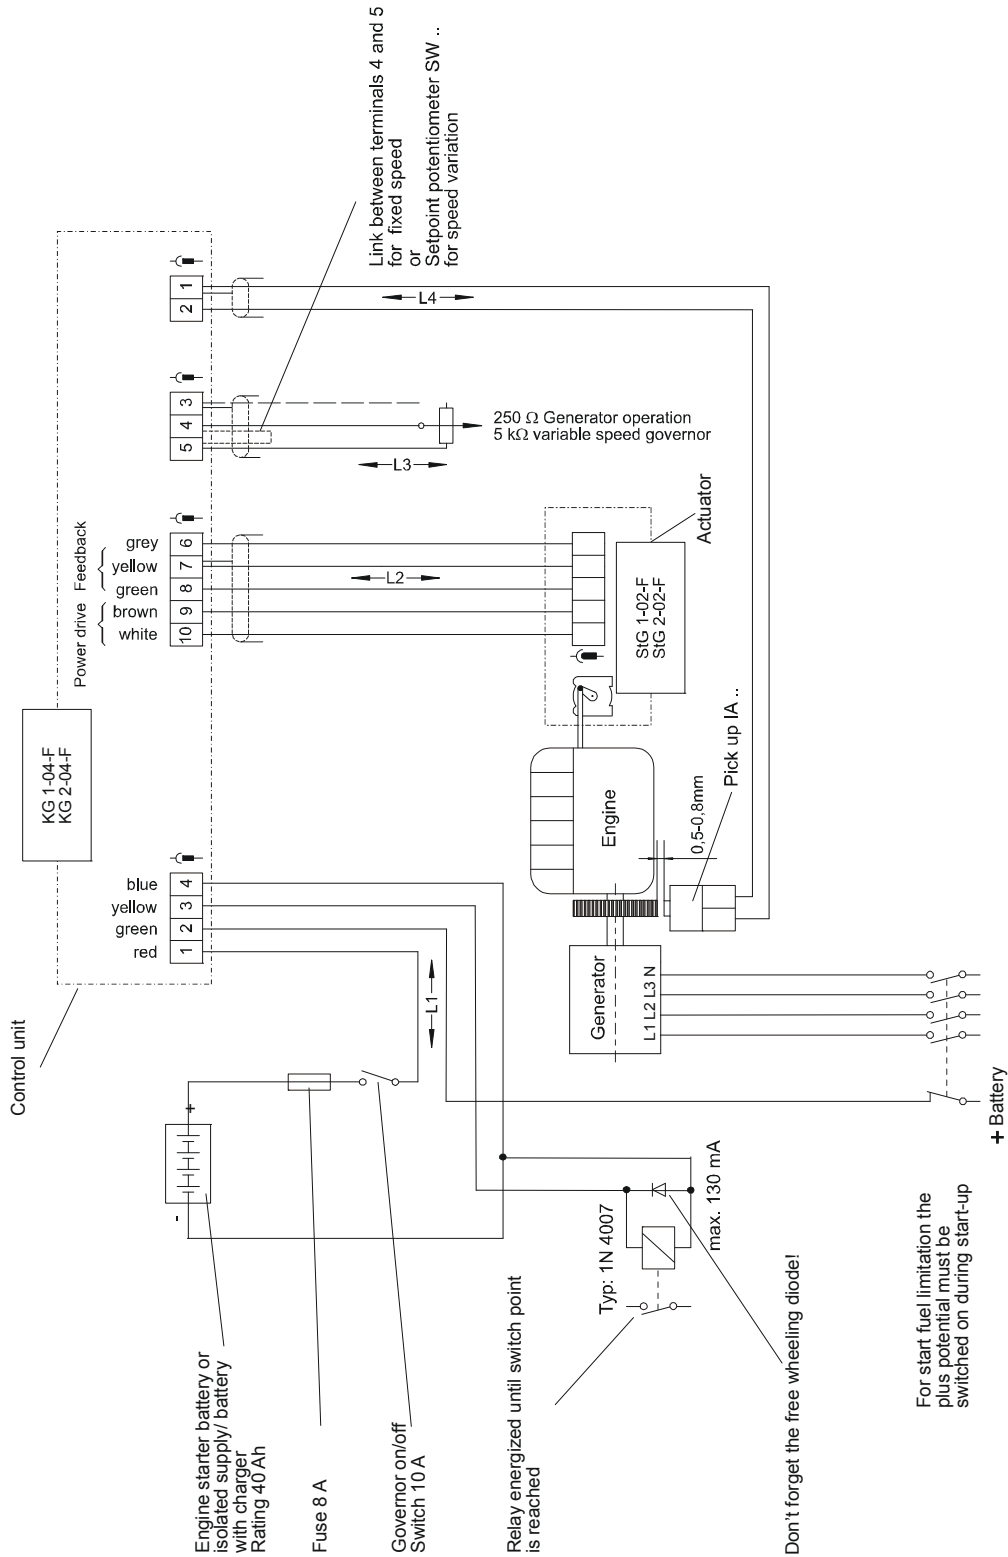 Control unit
KG 1-04-F
KG 2-04-F
Power drive
Feedback
red
green
yellow
blue
1
2
3
4
white
brown
green
yellow
grey
10
9
8
7
6
5
4
3
2
1
Link between terminals 4 and 5
for fixed speed
or
Setpoint potentiometer SW ..
for speed variation
L1
L2
L3
L4
250 Ω Generator operation
5 kΩ variable speed governor
+
-
Engine starter battery or
isolated supply/ battery
with charger
Rating 40 Ah
Fuse 8 A
Governor on/off
Switch 10 A
Relay energized until switch point
is reached
Typ: 1N 4007
max. 130 mA
Don't forget the free wheeling diode!
Generator
L1 L2 L3 N
Engine
StG 1-02-F
StG 2-02-F
Actuator
0,5-0,8mm
Pick up IA ..
+ Battery
For start fuel limitation the
plus potential must be
switched on during start-up